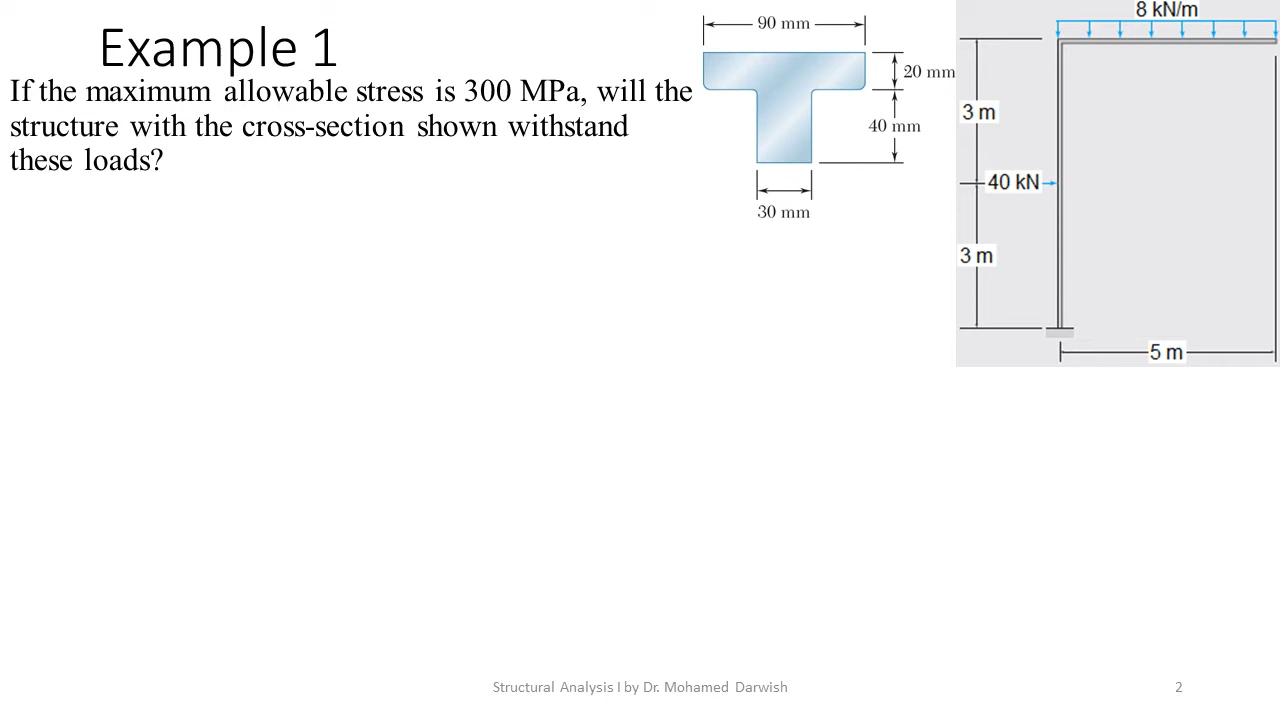 Example 1
If the maximum allowable stress is 300 MPa, will the
structure with the cross-section shown withstand
these loads?
90 mm
20 mm
40 mm
30 mm
8 kN/m
3 m
40 kN
3 m
5 m
Structural Analysis I by Dr. Mohamed Darwish
2